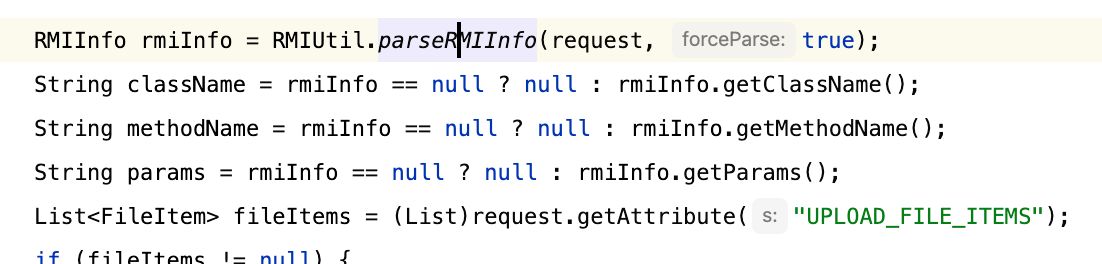 RMIInfo rmiInfo = RMIUtil.parseRMIInfo(request, forceParse: true);
String className = rmiInfo == null ? null : rmiInfo.getClassName();
String methodName = rmiInfo == null ? null : rmiInfo.getMethodName();
String params = rmiInfo == null ? null : rmiInfo.getParams();
List<FileItem> fileItems = (List)request.getAttribute( s: "UPLOAD_FILE_ITEMS");
if (fileItems != null) {